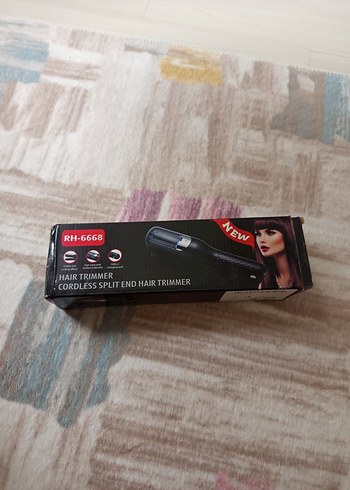 RH-6668
NEW
HAIR TRIMMER
CORDLESS SPLIT END HAIR TRIMMER